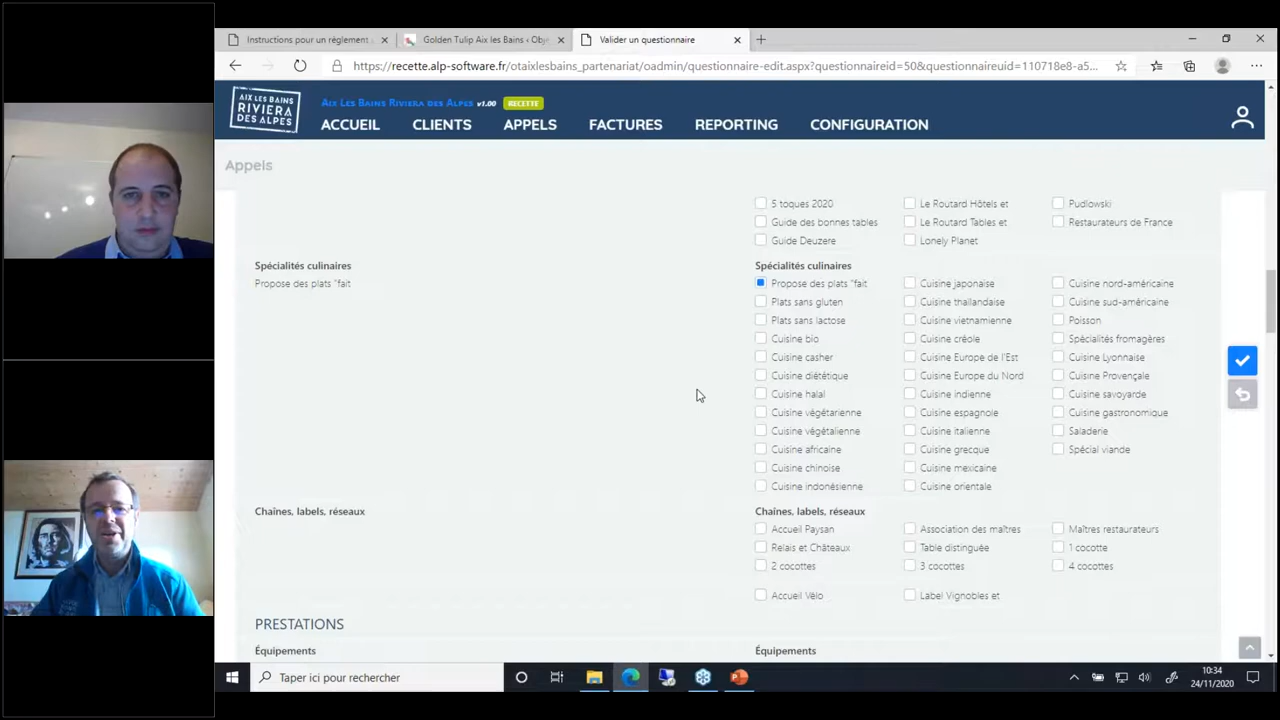 Instructions pour un règlement
Golden Tulip Aix les Bains ‹ Obj
Valider un questionnaire
https://recette.alp-software.fr/otaixlesbains_partenariat/oadmin/questionnaire-edit.aspx?questionnaireid=50&questionnaireuid=110718e8-a5...
AIX LES BAINS
RIVIERA
DES ALPES
Aix Les Bains Riviera des Alpes v1.00 RECETTE
ACCUEIL CLIENTS APPELS FACTURES REPORTING CONFIGURATION
Appels
5 toques 2020 Le Routard Hôtels et Pudlowski
Guide des bonnes tables Le Routard Tables et Restaurateurs de France
Guide Deuzere Lonely Planet
Spécialités culinaires Spécialités culinaires
Propose des plats "fait Propose des plats "fait Cuisine japonaise Cuisine nord-américaine
Plats sans gluten Cuisine thaïlandaise Cuisine sud-américaine
Plats sans lactose Cuisine vietnamienne Poisson
Cuisine bio Cuisine créole Spécialités fromagères
Cuisine casher Cuisine Europe de l'Est Cuisine Lyonnaise
Cuisine diététique Cuisine Europe du Nord Cuisine Provençale
Cuisine halal Cuisine indienne Cuisine savoyarde
Cuisine végétarienne Cuisine espagnole Cuisine gastronomique
Cuisine végétalienne Cuisine italienne Saladerie
Cuisine africaine Cuisine grecque Spécial viande
Cuisine chinoise Cuisine mexicaine
Cuisine indonésienne Cuisine orientale
Chaînes, labels, réseaux Chaînes, labels, réseaux
Accueil Paysan Association des maîtres Maîtres restaurateurs
Relais et Châteaux Table distinguée 1 cocotte
2 cocottes 3 cocottes 4 cocottes
Accueil Vélo Label Vignobles et
PRESTATIONS
Équipements Équipements
Taper ici pour rechercher
10:34
24/11/2020